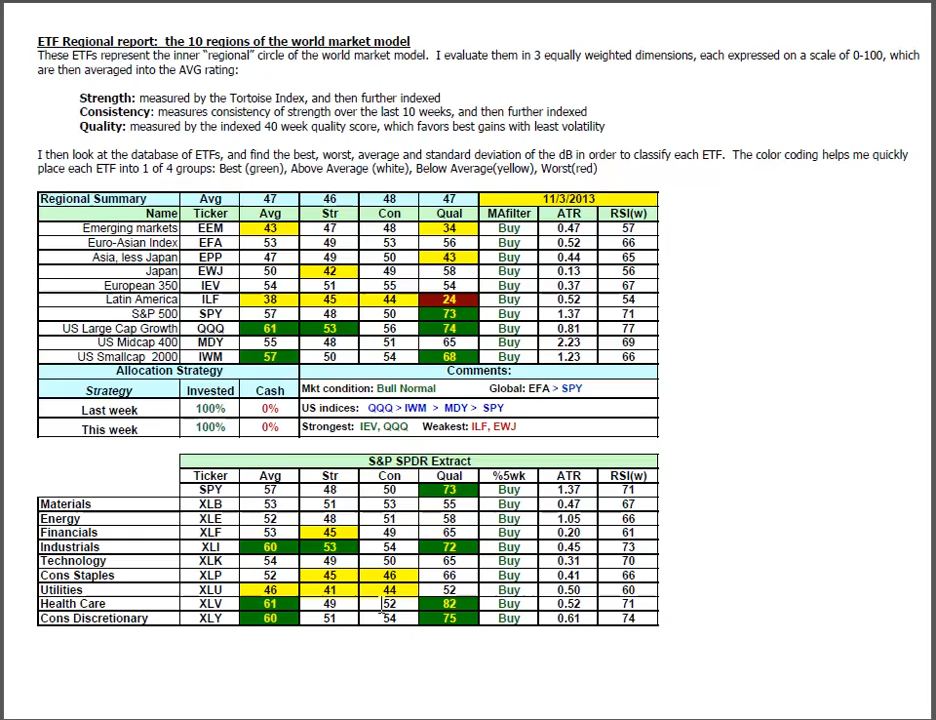 ETF Regional report: the 10 regions of the world market model
These ETFs represent the inner "regional" circle of the world market model. I evaluate them in 3 equally weighted dimensions, each expressed on a scale of 0-100, which
are then averaged into the AVG rating:
Strength: measured by the Tortoise Index, and then further indexed
Consistency: measures consistency of strength over the last 10 weeks, and then further indexed
Quality: measured by the indexed 40 week quality score, which favors best gains with least volatility
I then look at the database of ETFs, and find the best, worst, average and standard deviation of the dB in order to classify each ETF. The color coding helps me quickly
place each ETF into 1 of 4 groups: Best (green), Above Average (white), Below Average(yellow), Worst(red)
Regional Summary Avg 47 46 48 47 11/3/2013
Name Ticker Avg Str Con Qual MAfilter ATR RSI(w)
Emerging markets EEM 43 47 48 34 Buy 0.47 57
Euro-Asian Index EFA 53 49 53 56 Buy 0.52 66
Asia, less Japan EPP 47 49 50 43 Buy 0.44 65
Japan EWJ 50 42 49 58 Buy 0.13 56
European 350 IEV 54 51 55 54 Buy 0.37 67
Latin America ILF 38 45 44 24 Buy 0.52 54
S&P 500 SPY 57 48 50 73 Buy 1.37 71
US Large Cap Growth QQQ 61 53 56 74 Buy 0.81 77
US Midcap 400 MDY 55 48 51 65 Buy 2.23 69
US Smallcap 2000 IWM 57 50 54 68 Buy 1.23 66
Allocation Strategy Comments:
Strategy Invested Cash Mkt condition: Bull Normal Global: EFA > SPY
Last week 100% 0% US indices: QQQ > IWM > MDY > SPY
This week 100% 0% Strongest: IEV, QQQ Weakest: ILF, EWJ
S&P SPDR Extract
Ticker Avg Str Con Qual %5wk ATR RSI(w)
SPY 57 48 50 73 Buy 1.37 71
Materials XLB 53 51 53 55 Buy 0.47 67
Energy XLE 52 48 51 58 Buy 1.05 66
Financials XLF 53 45 49 65 Buy 0.20 61
Industrials XLI 60 53 54 72 Buy 0.45 73
Technology XLK 54 49 50 65 Buy 0.31 70
Cons Staples XLP 52 45 46 66 Buy 0.41 66
Utilities XLU 46 41 44 52 Buy 0.50 60
Health Care XLV 61 49 52 82 Buy 0.52 71
Cons Discretionary XLY 60 51 54 75 Buy 0.61 74